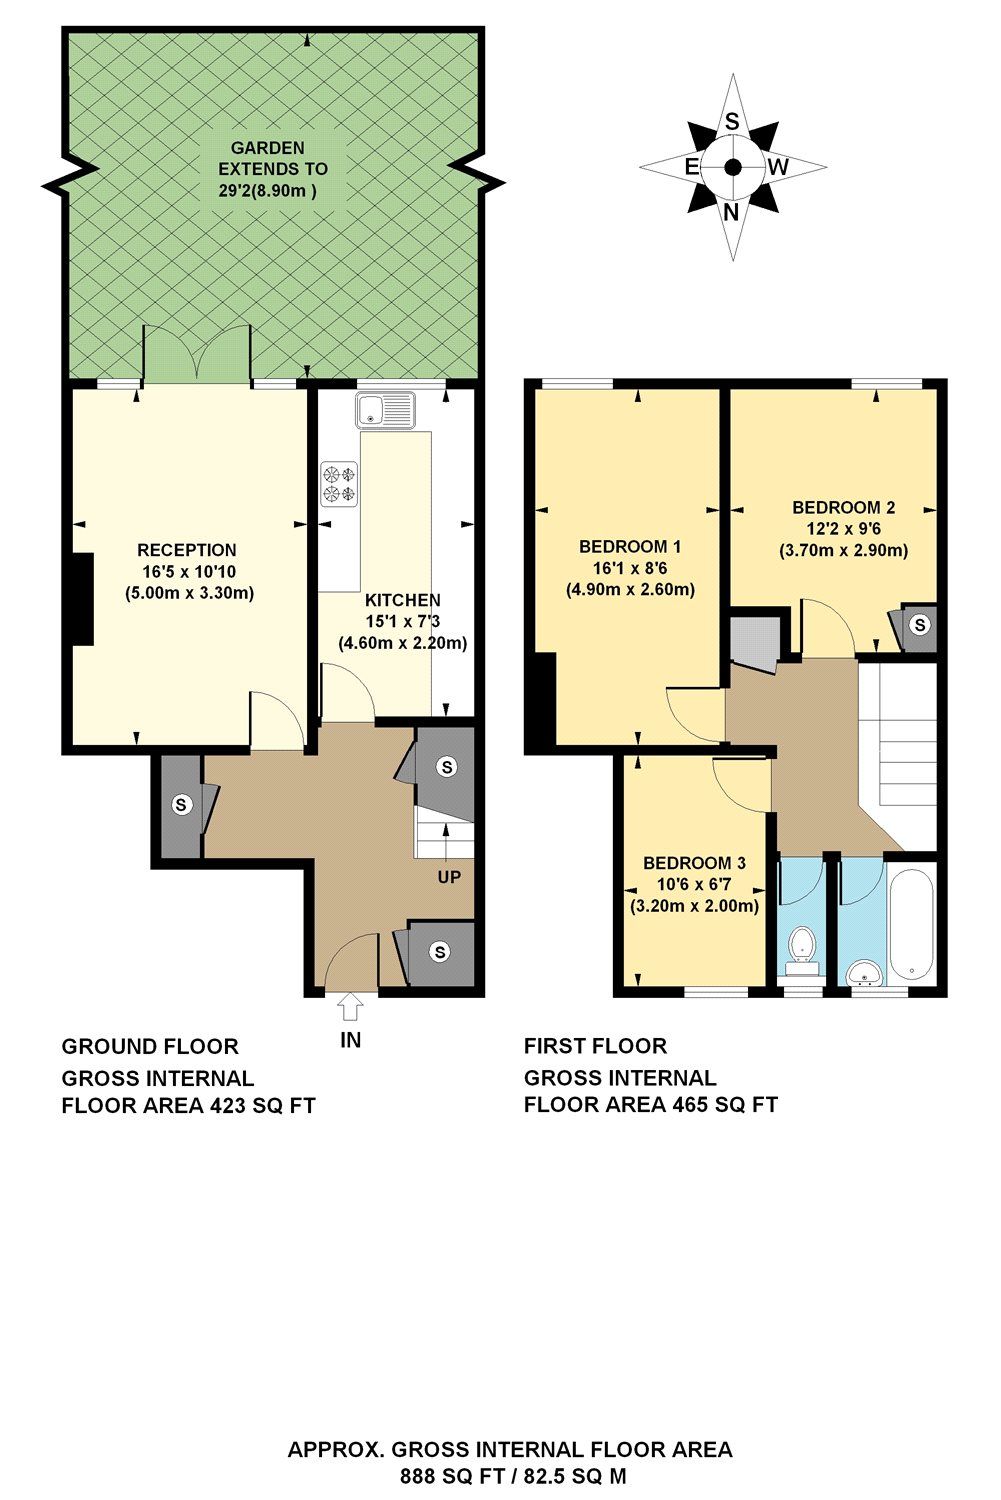 GARDEN
EXTENDS TO
29'2(8.90m )
S
E
W
N
RECEPTION
16'5 x 10'10
(5.00m x 3.30m)
KITCHEN
15'1 x 7'3
(4.60m x 2.20m)
S
S
UP
S
IN
BEDROOM 1
16'1 x 8'6
(4.90m x 2.60m)
BEDROOM 2
12'2 x 9'6
(3.70m x 2.90m)
S
BEDROOM 3
10'6 x 6'7
(3.20m x 2.00m)
GROUND FLOOR
GROSS INTERNAL
FLOOR AREA 423 SQ FT
FIRST FLOOR
GROSS INTERNAL
FLOOR AREA 465 SQ FT
APPROX. GROSS INTERNAL FLOOR AREA
888 SQ FT / 82.5 SQ M